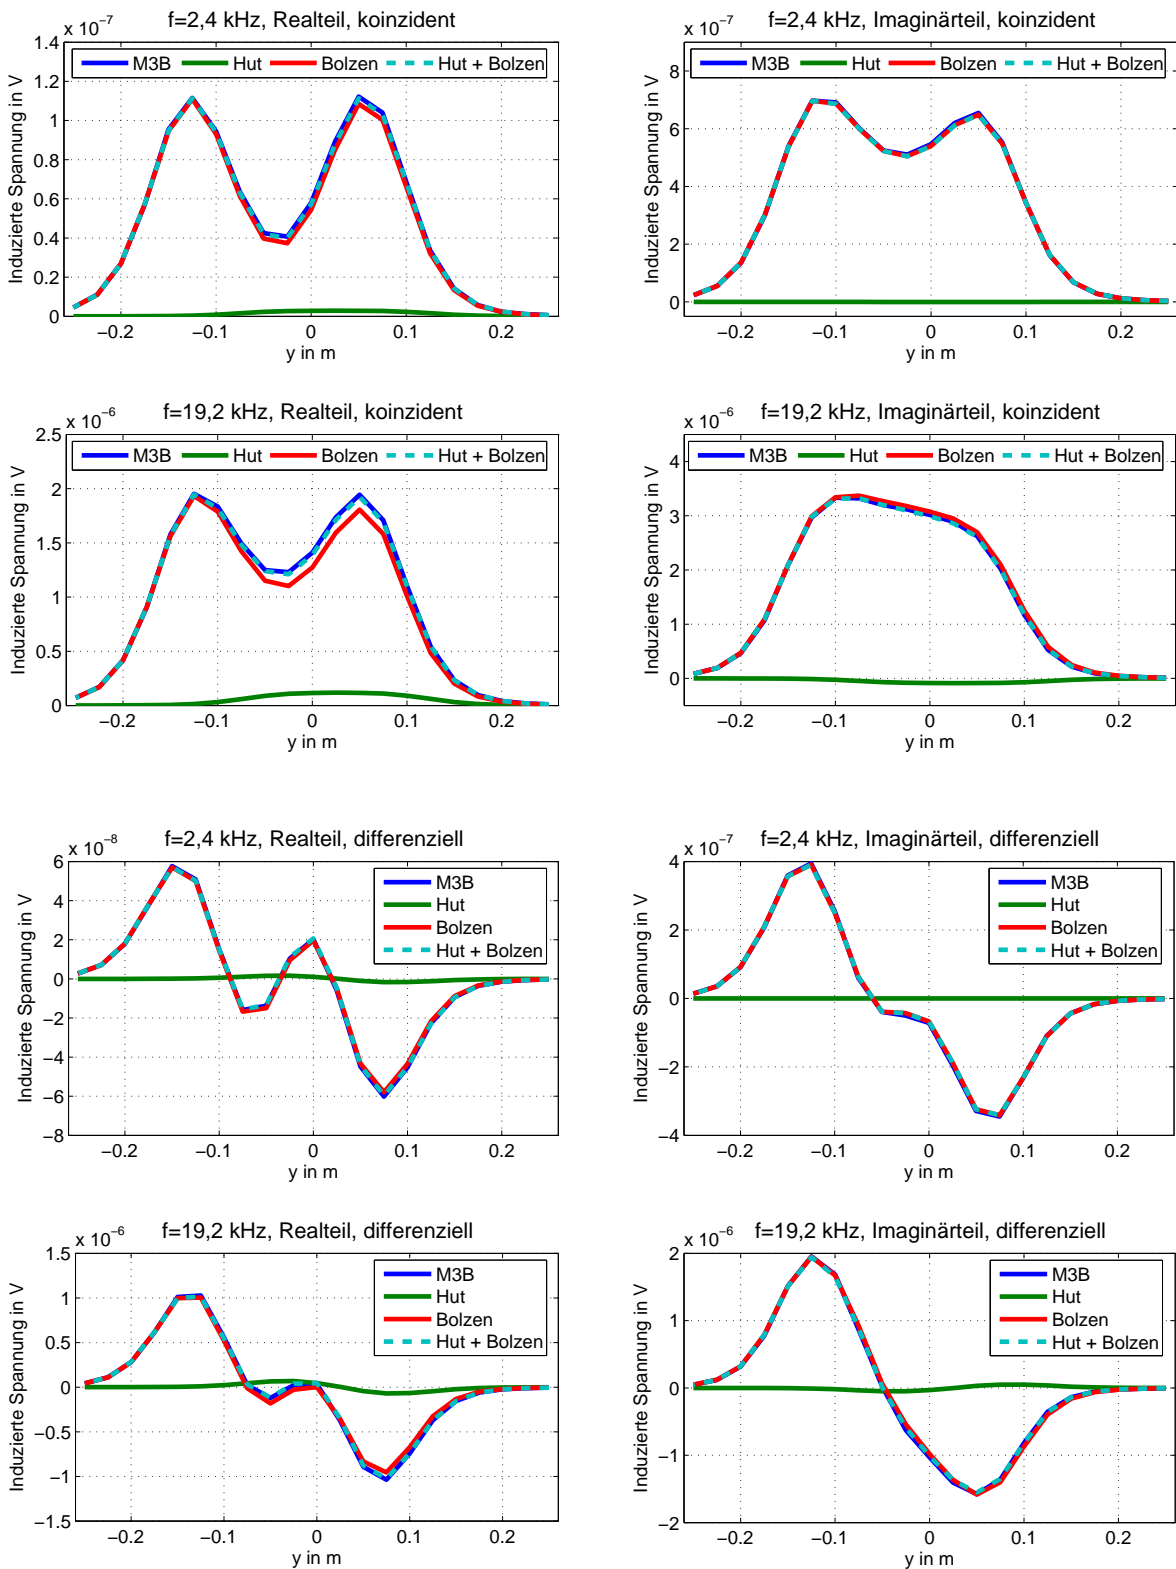 f=2,4 kHz, Realteil, koinzident
x 10⁻⁷
1.4
1.2
1
0.8
0.6
0.4
0.2
0
Induzierte Spannung in V
M3B Hut Bolzen Hut + Bolzen
−0.2 −0.1 0 0.1 0.2
y in m
f=2,4 kHz, Imaginärteil, koinzident
x 10⁻⁷
8
6
4
2
0
Induzierte Spannung in V
M3B Hut Bolzen Hut + Bolzen
−0.2 −0.1 0 0.1 0.2
y in m
f=19,2 kHz, Realteil, koinzident
x 10⁻⁶
2.5
2
1.5
1
0.5
0
Induzierte Spannung in V
M3B Hut Bolzen Hut + Bolzen
−0.2 −0.1 0 0.1 0.2
y in m
f=19,2 kHz, Imaginärteil, koinzident
x 10⁻⁶
4
3
2
1
0
Induzierte Spannung in V
M3B Hut Bolzen Hut + Bolzen
−0.2 −0.1 0 0.1 0.2
y in m
f=2,4 kHz, Realteil, differenziell
x 10⁻⁸
6
4
2
0
−2
−4
−6
−8
Induzierte Spannung in V
M3B
Hut
Bolzen
Hut + Bolzen
−0.2 −0.1 0 0.1 0.2
y in m
f=2,4 kHz, Imaginärteil, differenziell
x 10⁻⁷
4
2
0
−2
−4
Induzierte Spannung in V
M3B
Hut
Bolzen
Hut + Bolzen
−0.2 −0.1 0 0.1 0.2
y in m
f=19,2 kHz, Realteil, differenziell
x 10⁻⁶
1.5
1
0.5
0
−0.5
−1
−1.5
Induzierte Spannung in V
M3B
Hut
Bolzen
Hut + Bolzen
−0.2 −0.1 0 0.1 0.2
y in m
f=19,2 kHz, Imaginärteil, differenziell
x 10⁻⁶
2
1
0
−1
−2
Induzierte Spannung in V
M3B
Hut
Bolzen
Hut + Bolzen
−0.2 −0.1 0 0.1 0.2
y in m